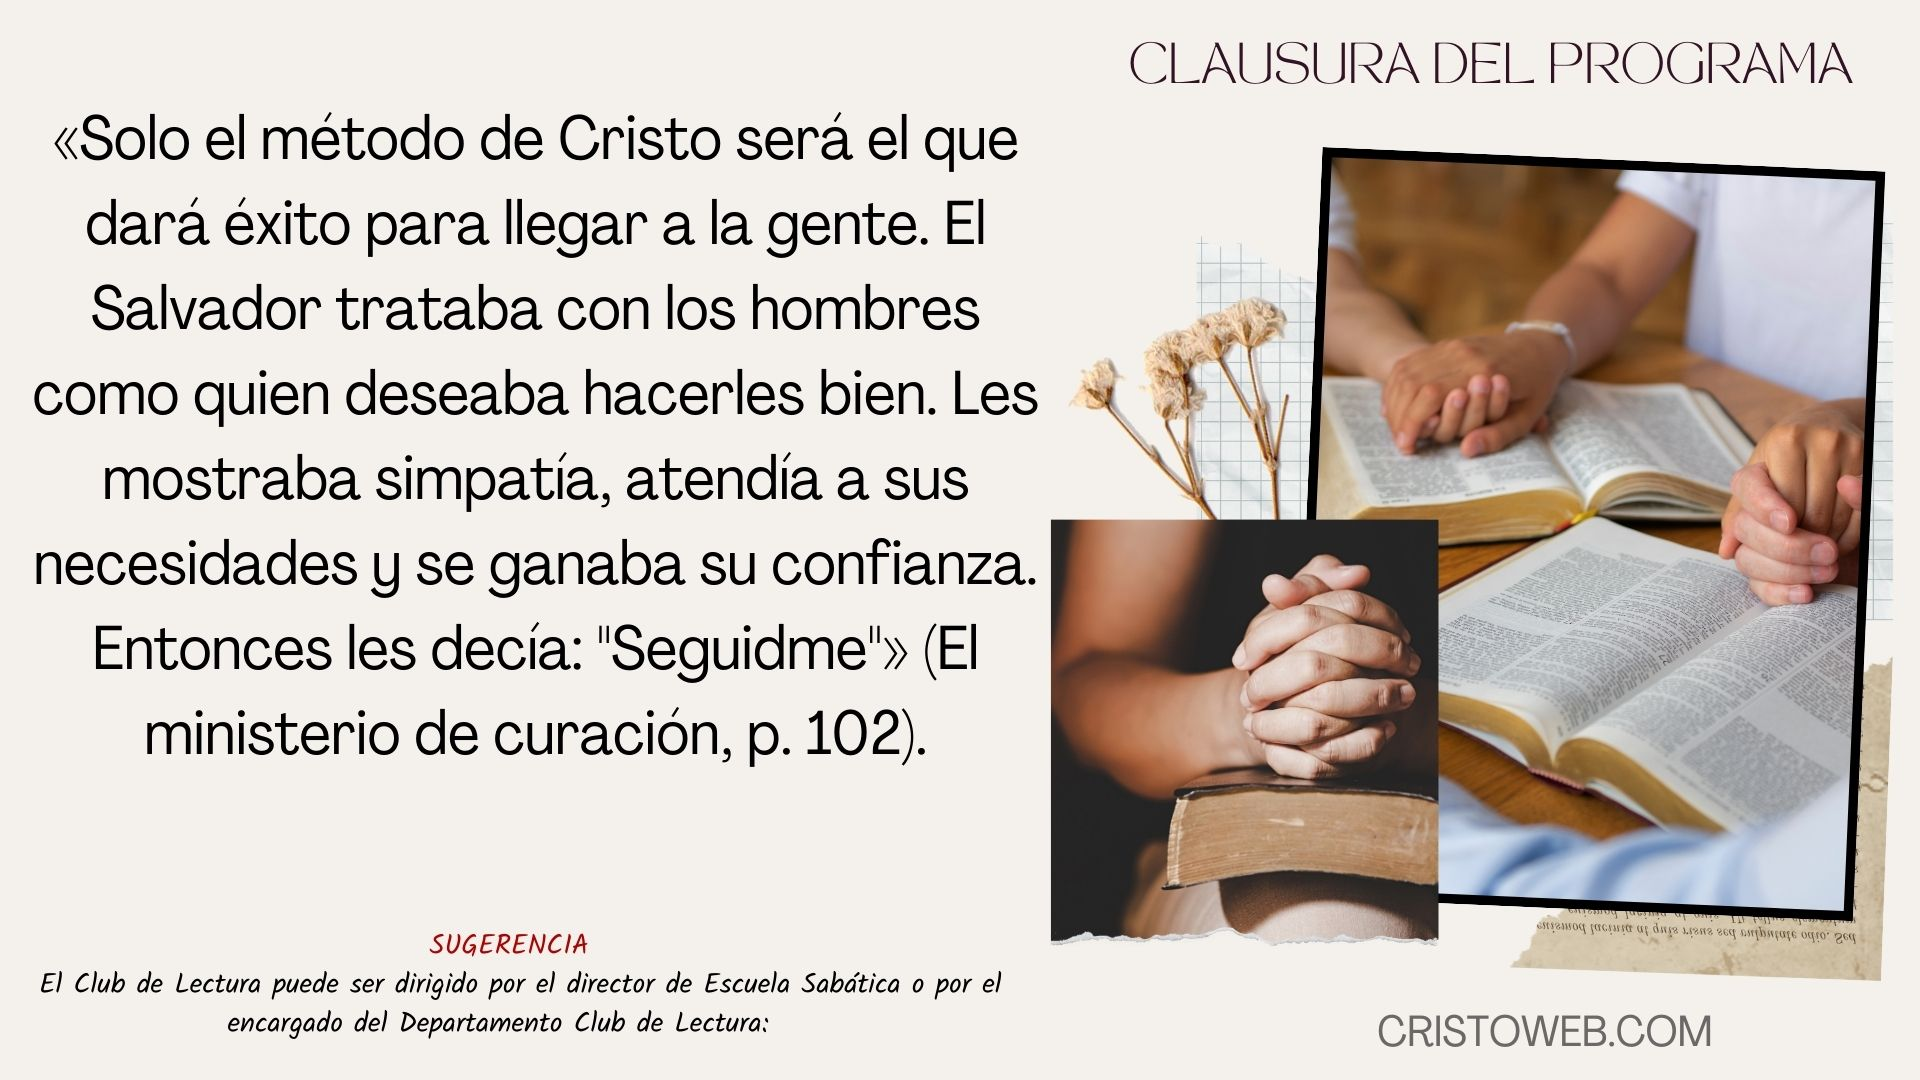 CLAUSURA DEL PROGRAMA
«Solo el método de Cristo será el que
dará éxito para llegar a la gente. El
Salvador trataba con los hombres
como quien deseaba hacerles bien. Les
mostraba simpatía, atendía a sus
necesidades y se ganaba su confianza.
Entonces les decía: "Seguidme"» (El
ministerio de curación, p. 102).
SUGERENCIA
El Club de Lectura puede ser dirigido por el director de Escuela Sabática o por el
encargado del Departamento Club de Lectura:
CRISTOWEB.COM